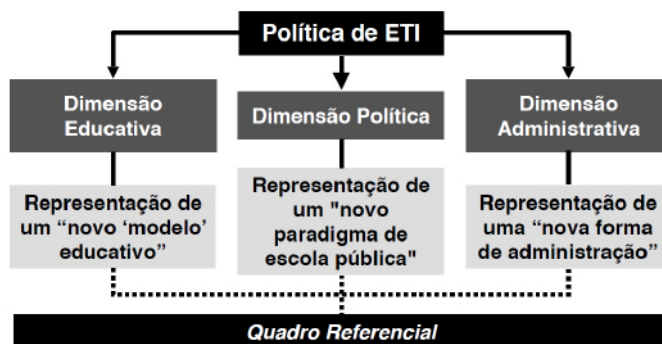 Política de ETI
Dimensão
Educativa
Dimensão Política
Dimensão
Administrativa
Representação de
um “novo ‘modelo’
educativo”
Representação de
um "novo
paradigma de
escola pública"
Representação de
uma “nova forma
de administração”
Quadro Referencial